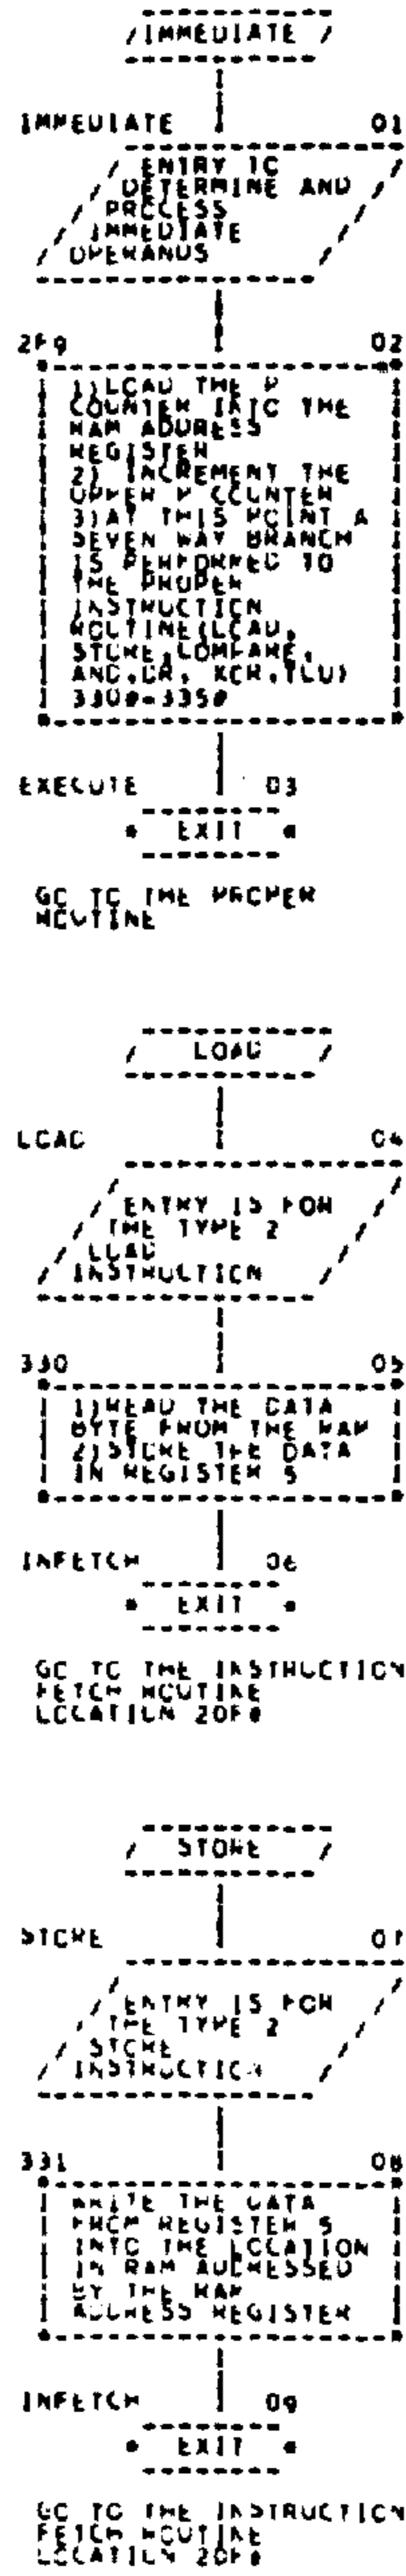 /IMMEDIATE /
IMMEDIATE 01
ENTRY TO
DETERMINE AND
PROCESS
IMMEDIATE
OPERANDS
2F9 02
1)LOAD THE P
COUNTER INTO THE
RAM ADDRESS
REGISTER
2) INCREMENT THE
UPPER P COUNTER
3)AT THIS POINT A
SEVEN WAY BRANCH
IS PERFORMED TO
THE PROPER
INSTRUCTION
ROUTINE(LOAD,
STORE,COMPARE,
AND,OR, XOR,TLU)
330#-335#
EXECUTE 03
* EXIT *
GO TO THE PROPER
ROUTINE
/ LOAD /
LOAD 04
ENTRY IS FOR
THE TYPE 2
LOAD
INSTRUCTION
330 05
1)READ THE DATA
BYTE FROM THE RAM
2)STORE THE DATA
IN REGISTER 5
INFETCH 06
* EXIT *
GO TO THE INSTRUCTION
FETCH ROUTINE
LOCATION 20F#
/ STORE /
STORE 07
ENTRY IS FOR
THE TYPE 2
STORE
INSTRUCTION
331 08
WRITE THE DATA
FROM REGISTER 5
INTO THE LOCATION
IN RAM ADDRESSED
BY THE RAM
ADDRESS REGISTER
INFETCH 09
* EXIT *
GO TO THE INSTRUCTION
FETCH ROUTINE
LOCATION 20F#